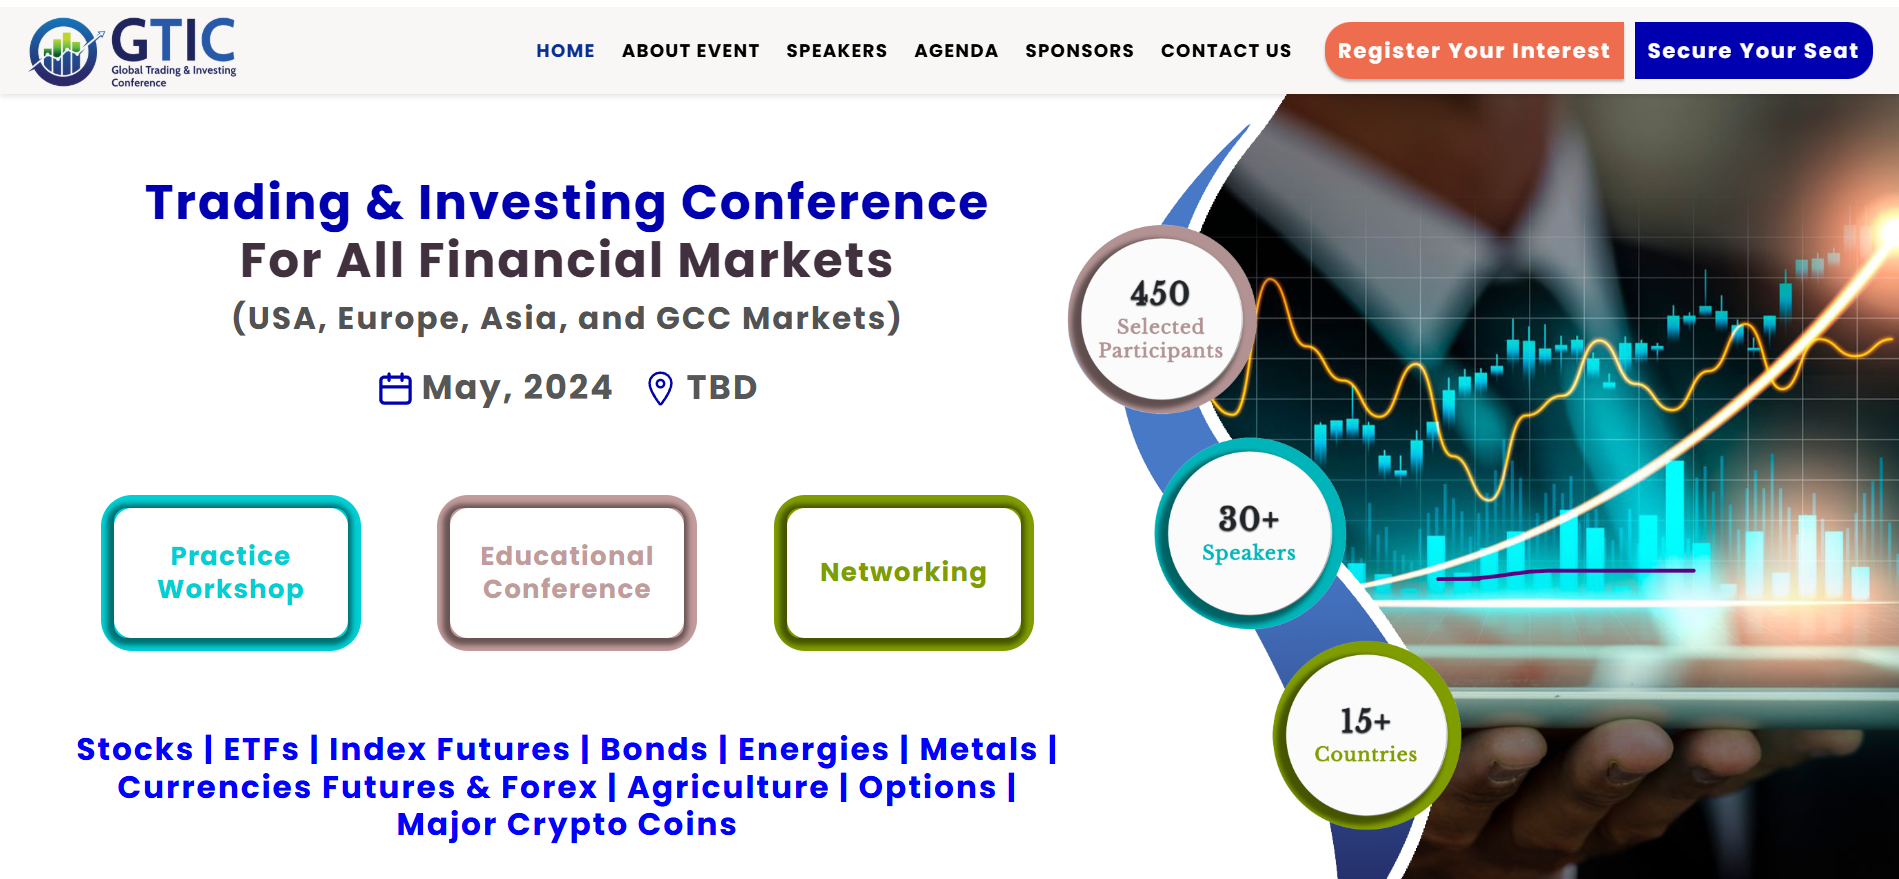 GTIC
Global Trading & Investing
Conference
HOME
ABOUT EVENT
SPEAKERS
AGENDA
SPONSORS
CONTACT US
Register Your Interest
Secure Your Seat
Trading & Investing Conference
For All Financial Markets
(USA, Europe, Asia, and GCC Markets)
May, 2024
TBD
450
Selected
Participants
30+
Speakers
15+
Countries
Practice
Workshop
Educational
Conference
Networking
Stocks | ETFs | Index Futures | Bonds | Energies | Metals |
Currencies Futures & Forex | Agriculture | Options |
Major Crypto Coins